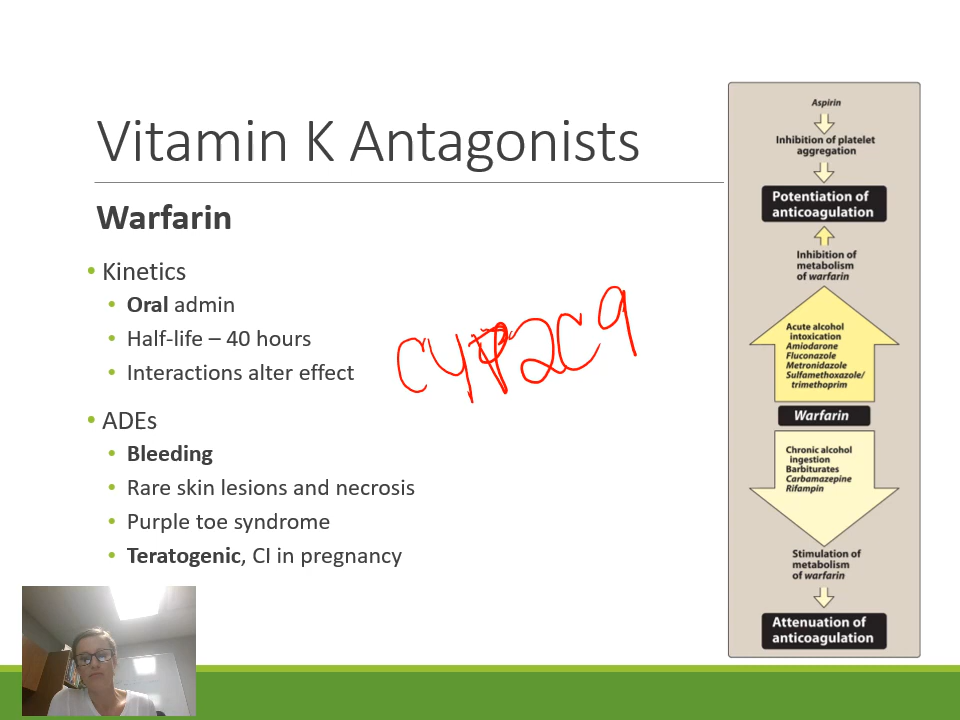 Vitamin K Antagonists
Warfarin
• Kinetics
• Oral admin
• Half-life – 40 hours
• Interactions alter effect
CYP2C9
• ADEs
• Bleeding
• Rare skin lesions and necrosis
• Purple toe syndrome
• Teratogenic, CI in pregnancy
Aspirin
Inhibition of platelet
aggregation
Potentiation of
anticoagulation
Inhibition of
metabolism
of warfarin
Acute alcohol
intoxication
Amiodarone
Fluconazole
Metronidazole
Sulfamethoxazole/
trimethoprim
Warfarin
Chronic alcohol
ingestion
Barbiturates
Carbamazepine
Rifampin
Stimulation of
metabolism
of warfarin
Attenuation of
anticoagulation